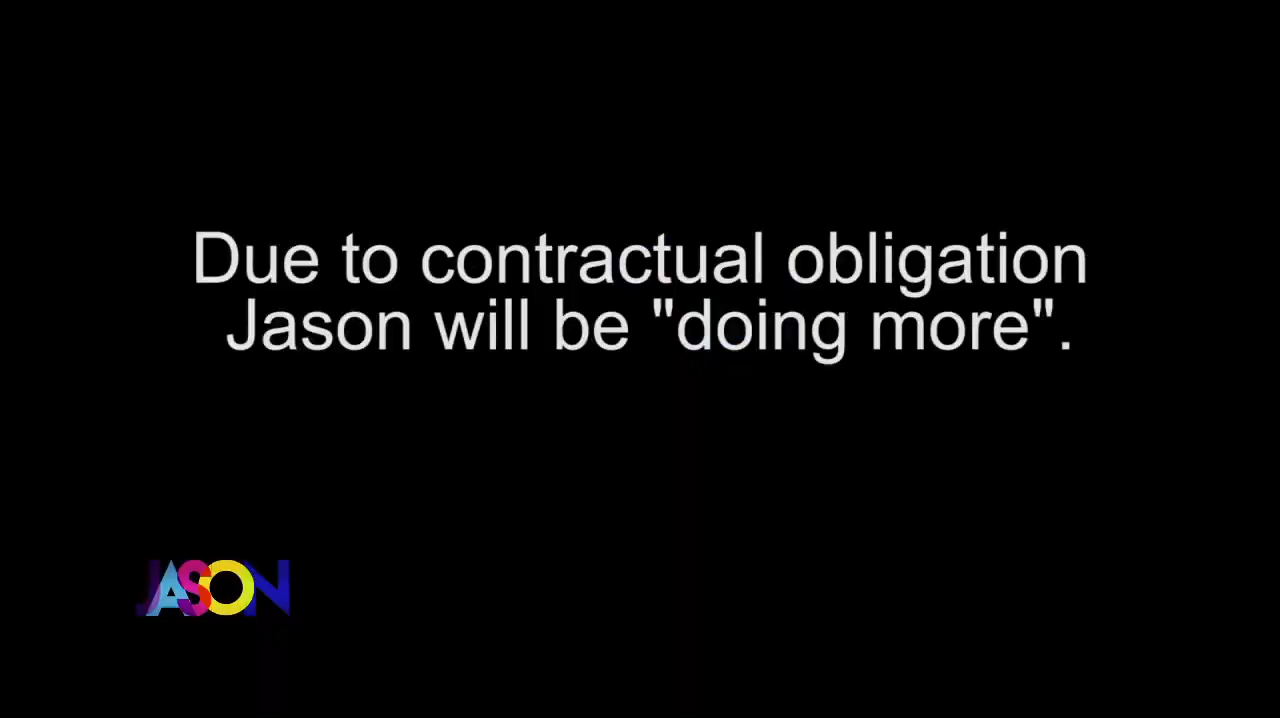 Due to contractual obligation
Jason will be "doing more".
JASON